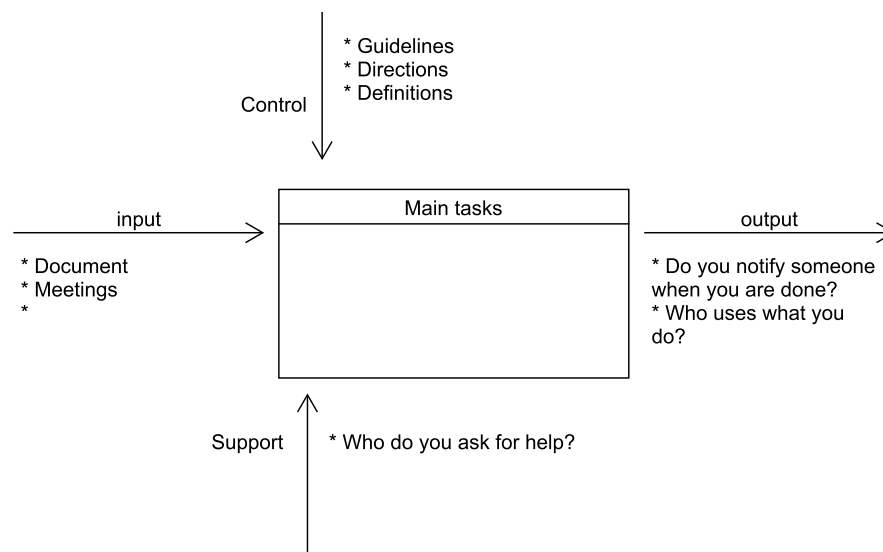 * Guidelines
* Directions
* Definitions
Control
Main tasks
input
output
* Document
* Meetings
*
* Do you notify someone
when you are done?
* Who uses what you
do?
Support
* Who do you ask for help?